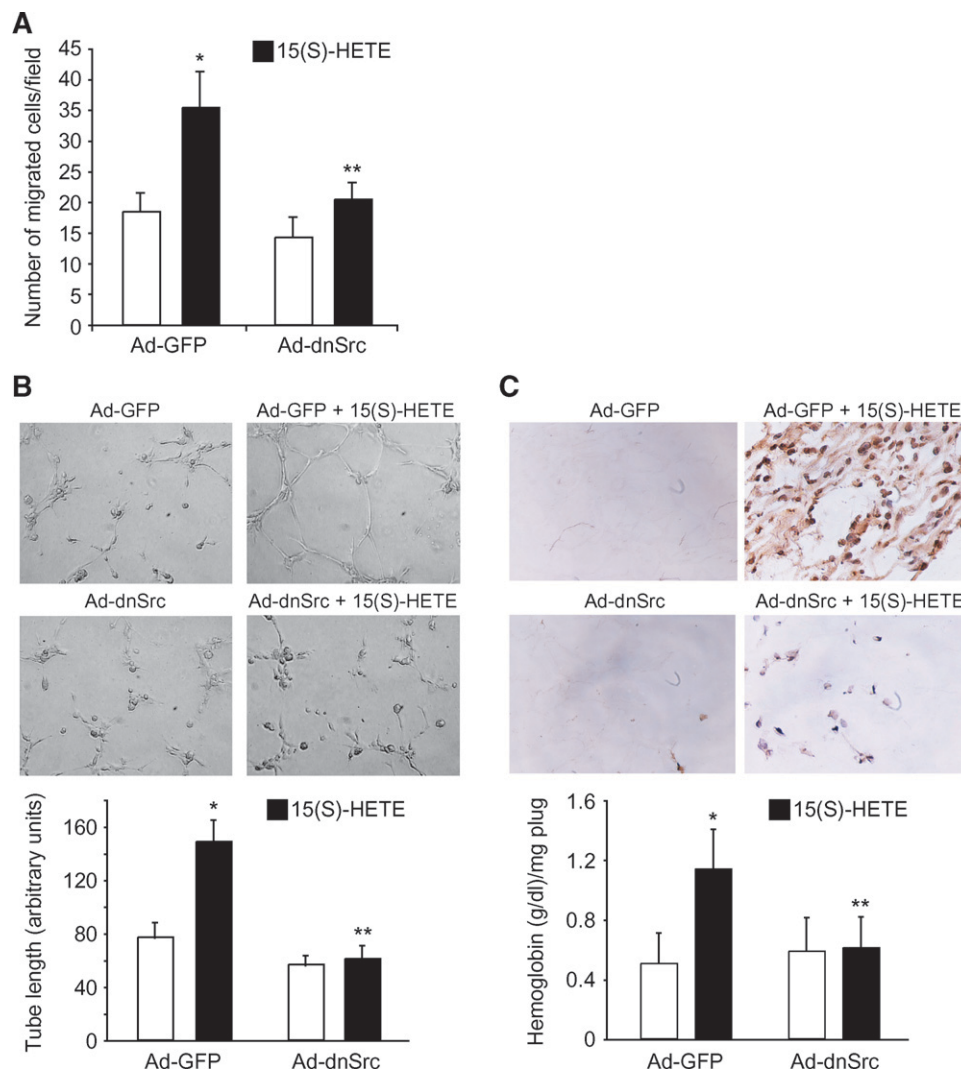 A
15(S)-HETE
Number of migrated cells/field
45
40
35
30
25
20
15
10
5
0
*
**
Ad-GFP
Ad-dnSrc
B
Ad-GFP
Ad-GFP + 15(S)-HETE
Ad-dnSrc
Ad-dnSrc + 15(S)-HETE
15(S)-HETE
Tube length (arbitrary units)
160
120
80
60
40
0
*
**
Ad-GFP
Ad-dnSrc
C
Ad-GFP
Ad-GFP + 15(S)-HETE
Ad-dnSrc
Ad-dnSrc + 15(S)-HETE
15(S)-HETE
Hemoglobin (g/dl)/mg plug
1.6
1.2
0.8
0.4
0
*
**
Ad-GFP
Ad-dnSrc